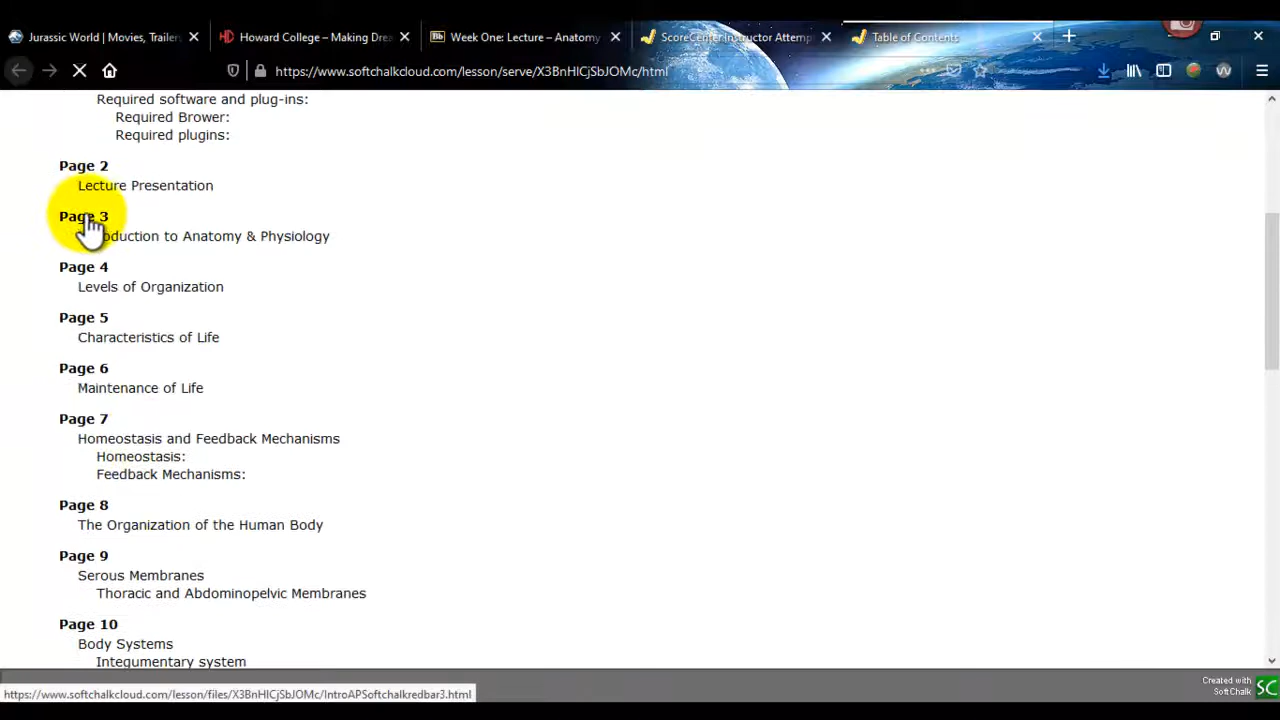 Jurassic World | Movies, Trailer
Howard College – Making Dre
Bb Week One: Lecture – Anatomy
ScoreCenter Instructor Attemp
Table of Contents
https://www.softchalkcloud.com/lesson/serve/X3BnHlCjSbJOMc/html
Required software and plug-ins:
Required Brower:
Required plugins:
Page 2
Lecture Presentation
Page 3
oduction to Anatomy & Physiology
Page 4
Levels of Organization
Page 5
Characteristics of Life
Page 6
Maintenance of Life
Page 7
Homeostasis and Feedback Mechanisms
Homeostasis:
Feedback Mechanisms:
Page 8
The Organization of the Human Body
Page 9
Serous Membranes
Thoracic and Abdominopelvic Membranes
Page 10
Body Systems
Integumentary system
https://www.softchalkcloud.com/lesson/files/X3BnHlCjSbJOMc/IntroAPSoftchalkredbar3.html
Created with
SoftChalk
SC